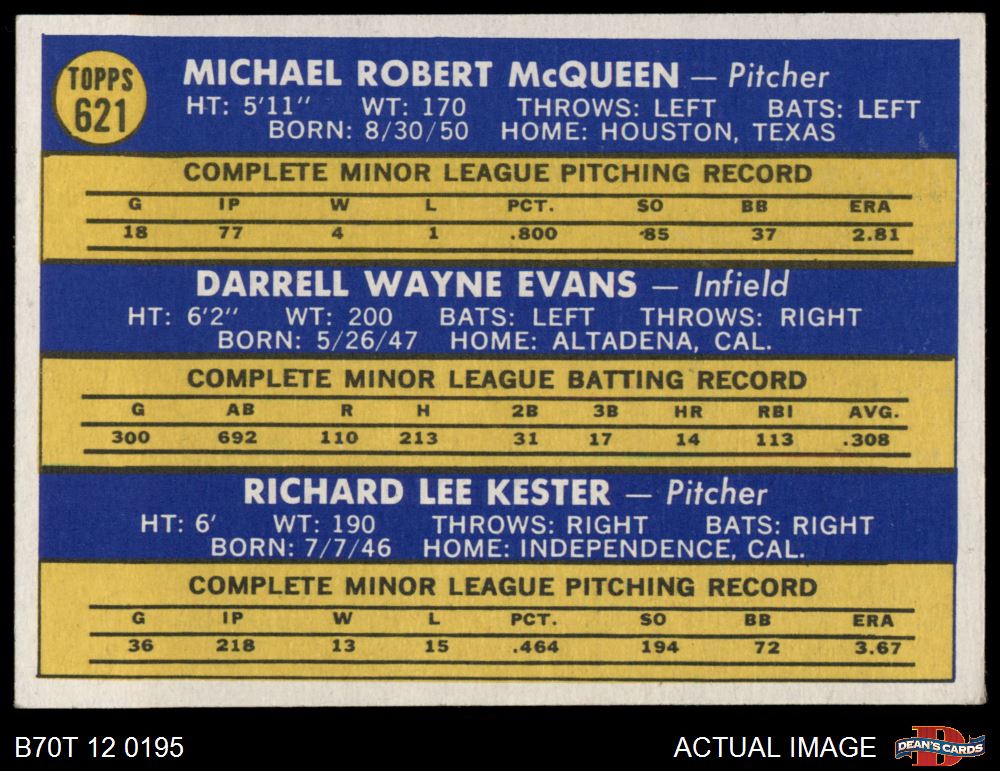 TOPPS
621
MICHAEL ROBERT McQUEEN — Pitcher
HT: 5'11" WT: 170 THROWS: LEFT BATS: LEFT
BORN: 8/30/50 HOME: HOUSTON, TEXAS
COMPLETE MINOR LEAGUE PITCHING RECORD
G IP W L PCT. SO BB ERA
18 77 4 1 .800 85 37 2.81
DARRELL WAYNE EVANS — Infield
HT: 6'2" WT: 200 BATS: LEFT THROWS: RIGHT
BORN: 5/26/47 HOME: ALTADENA, CAL.
COMPLETE MINOR LEAGUE BATTING RECORD
G AB R H 2B 3B HR RBI AVG.
300 692 110 213 31 17 14 113 .308
RICHARD LEE KESTER — Pitcher
HT: 6' WT: 190 THROWS: RIGHT BATS: RIGHT
BORN: 7/7/46 HOME: INDEPENDENCE, CAL.
COMPLETE MINOR LEAGUE PITCHING RECORD
G IP W L PCT. SO BB ERA
36 218 13 15 .464 194 72 3.67
B70T 12 0195
ACTUAL IMAGE
D
DEAN'S CARDS